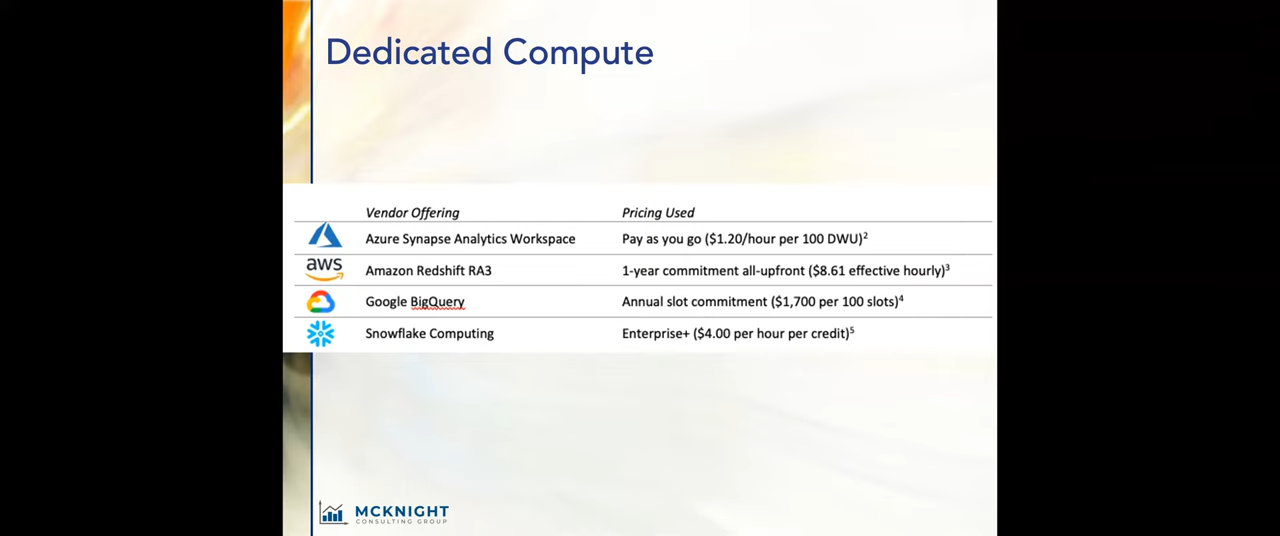 Dedicated Compute
Vendor Offering Pricing Used
Azure Synapse Analytics Workspace Pay as you go ($1.20/hour per 100 DWU)²
aws Amazon Redshift RA3 1-year commitment all-upfront ($8.61 effective hourly)³
Google BigQuery Annual slot commitment ($1,700 per 100 slots)⁴
Snowflake Computing Enterprise+ ($4.00 per hour per credit)⁵
MCKNIGHT
CONSULTING GROUP